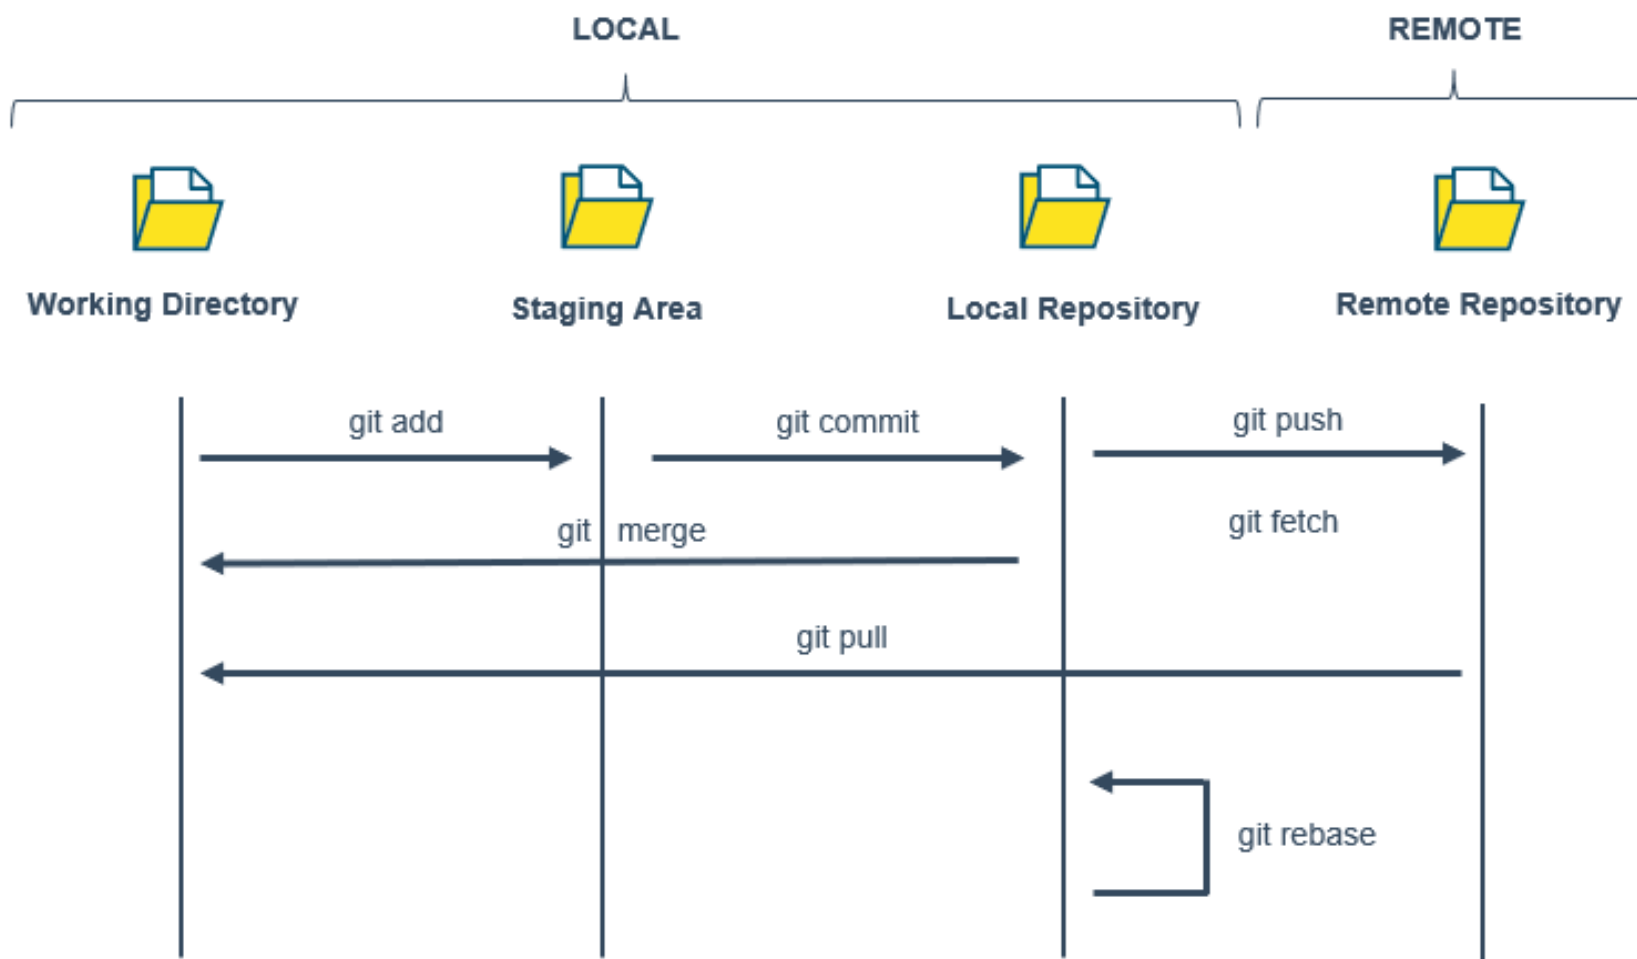 LOCAL
REMOTE
Working Directory
Staging Area
Local Repository
Remote Repository
git add
git commit
git push
git merge
git fetch
git pull
git rebase